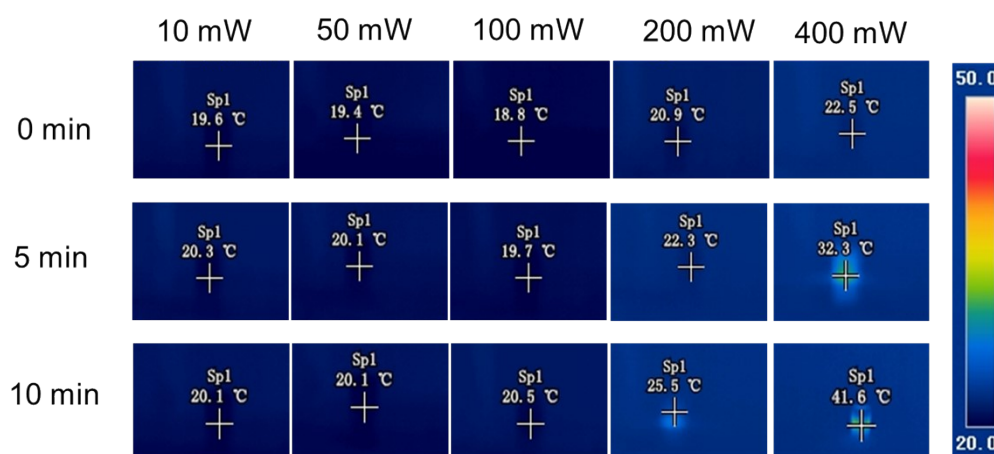 10 mW 50 mW 100 mW 200 mW 400 mW
0 min
Sp1 Sp1 Sp1 Sp1 Sp1
19.6 ℃ 19.4 ℃ 18.8 ℃ 20.9 ℃ 22.5 ℃
50.0
5 min
Sp1 Sp1 Sp1 Sp1 Sp1
20.3 ℃ 20.1 ℃ 19.7 ℃ 22.3 ℃ 32.3 ℃
10 min
Sp1 Sp1 Sp1 Sp1 Sp1
20.1 ℃ 20.1 ℃ 20.5 ℃ 25.5 ℃ 41.6 ℃
20.0